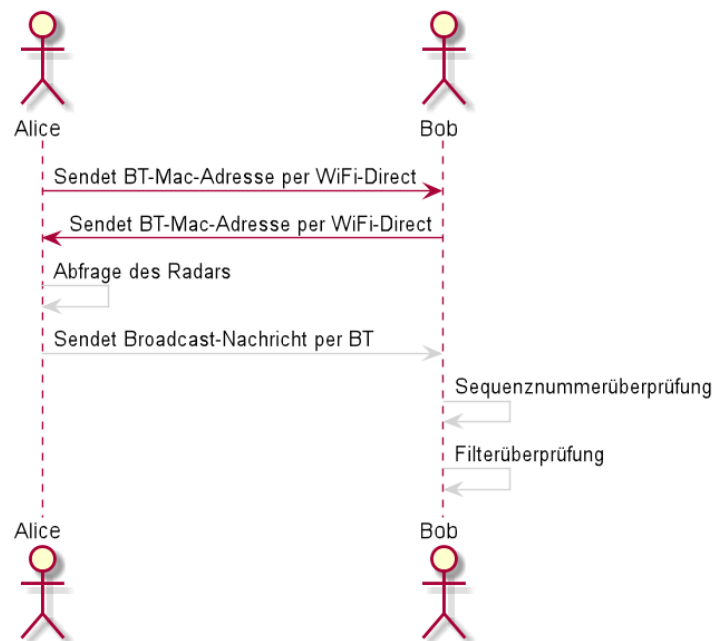 Alice
Bob
Sendet BT-Mac-Adresse per WiFi-Direct
Sendet BT-Mac-Adresse per WiFi-Direct
Abfrage des Radars
Sendet Broadcast-Nachricht per BT
Sequenznummerüberprüfung
Filterüberprüfung
Alice
Bob